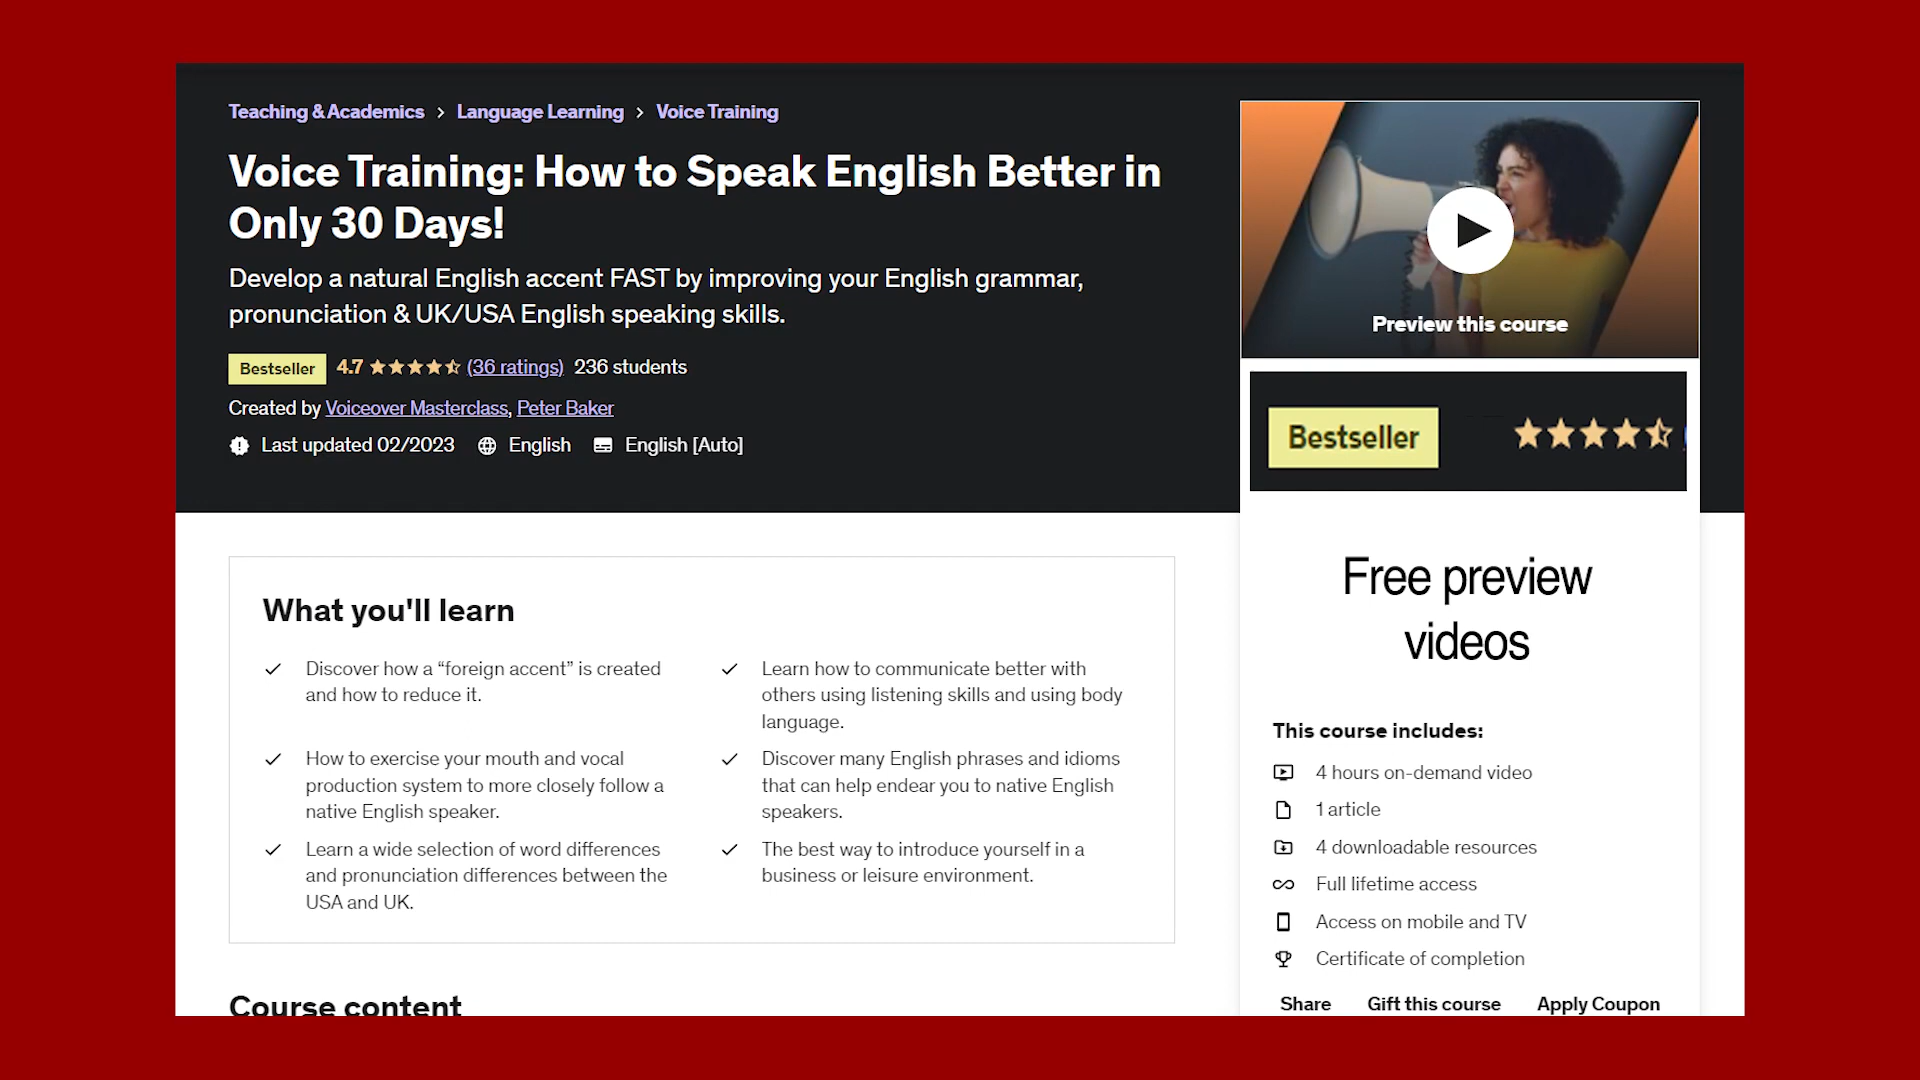 Teaching & Academics > Language Learning > Voice Training
Voice Training: How to Speak English Better in
Only 30 Days!
Develop a natural English accent FAST by improving your English grammar,
pronunciation & UK/USA English speaking skills.
Bestseller 4.7 (36 ratings) 236 students
Created by Voiceover Masterclass, Peter Baker
Last updated 02/2023 English English [Auto]
Preview this course
Bestseller
Free preview
videos
What you'll learn
Discover how a “foreign accent” is created
and how to reduce it.
Learn how to communicate better with
others using listening skills and using body
language.
How to exercise your mouth and vocal
production system to more closely follow a
native English speaker.
Discover many English phrases and idioms
that can help endear you to native English
speakers.
Learn a wide selection of word differences
and pronunciation differences between the
USA and UK.
The best way to introduce yourself in a
business or leisure environment.
This course includes:
4 hours on-demand video
1 article
4 downloadable resources
Full lifetime access
Access on mobile and TV
Certificate of completion
Share Gift this course Apply Coupon
Course content